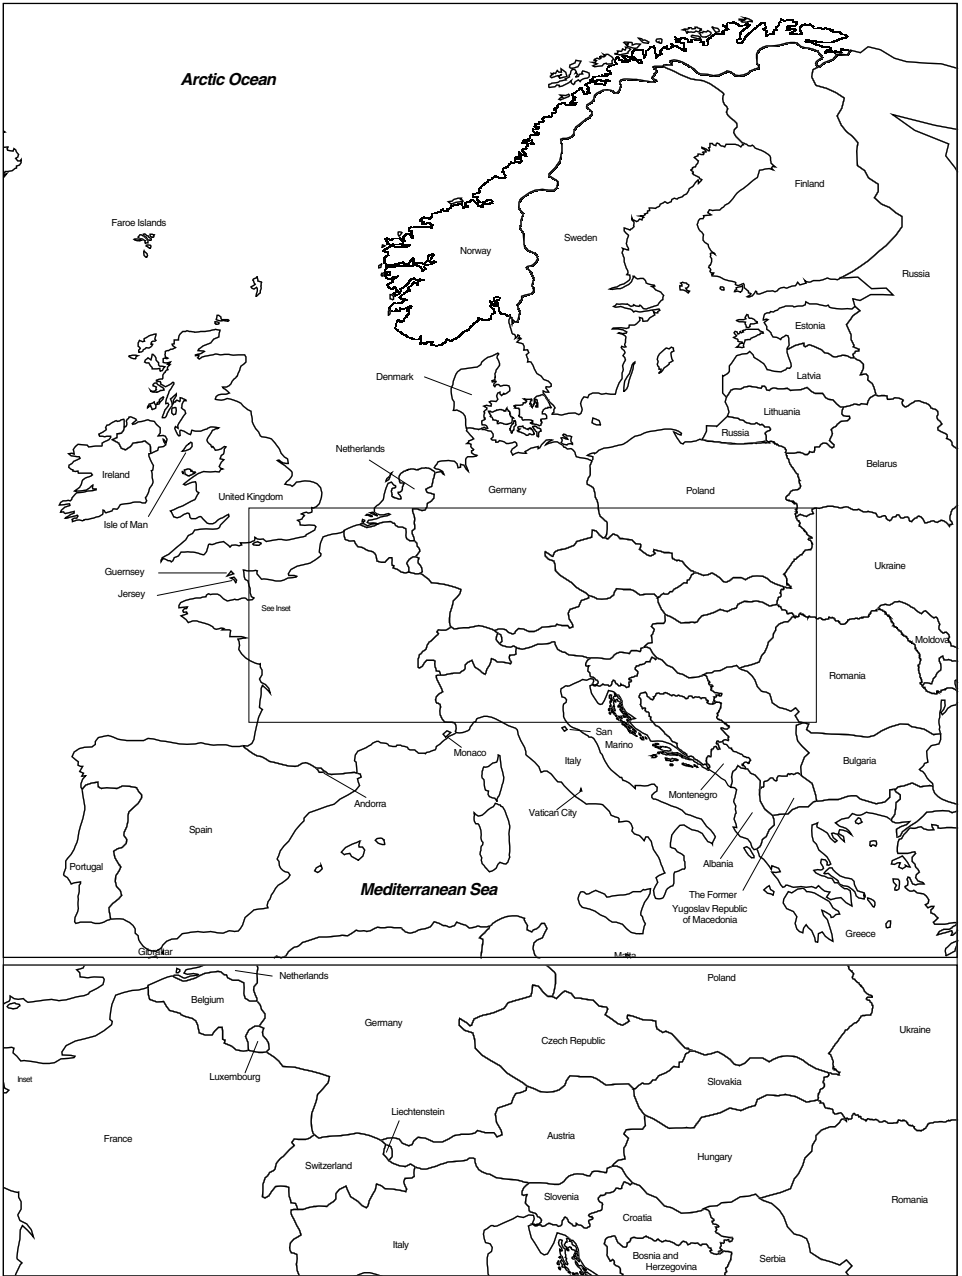 Arctic Ocean
Finland
Faroe Islands
Norway
Sweden
Russia
Estonia
Denmark
Latvia
Lithuania
Russia
Netherlands
Belarus
Ireland
Germany
Poland
United Kingdom
Isle of Man
Guernsey
Ukraine
Jersey
See Inset
Moldova
Romania
San
Marino
Monaco
Italy
Bulgaria
Montenegro
Andorra
Vatican City
Spain
Albania
Portugal
Mediterranean Sea
The Former
Yugoslav Republic
of Macedonia
Greece
Gibraltar
Malta
Netherlands
Poland
Belgium
Germany
Ukraine
Czech Republic
Luxembourg
Inset
Slovakia
Liechtenstein
France
Austria
Switzerland
Hungary
Slovenia
Romania
Croatia
Italy
Bosnia and
Herzegovina
Serbia